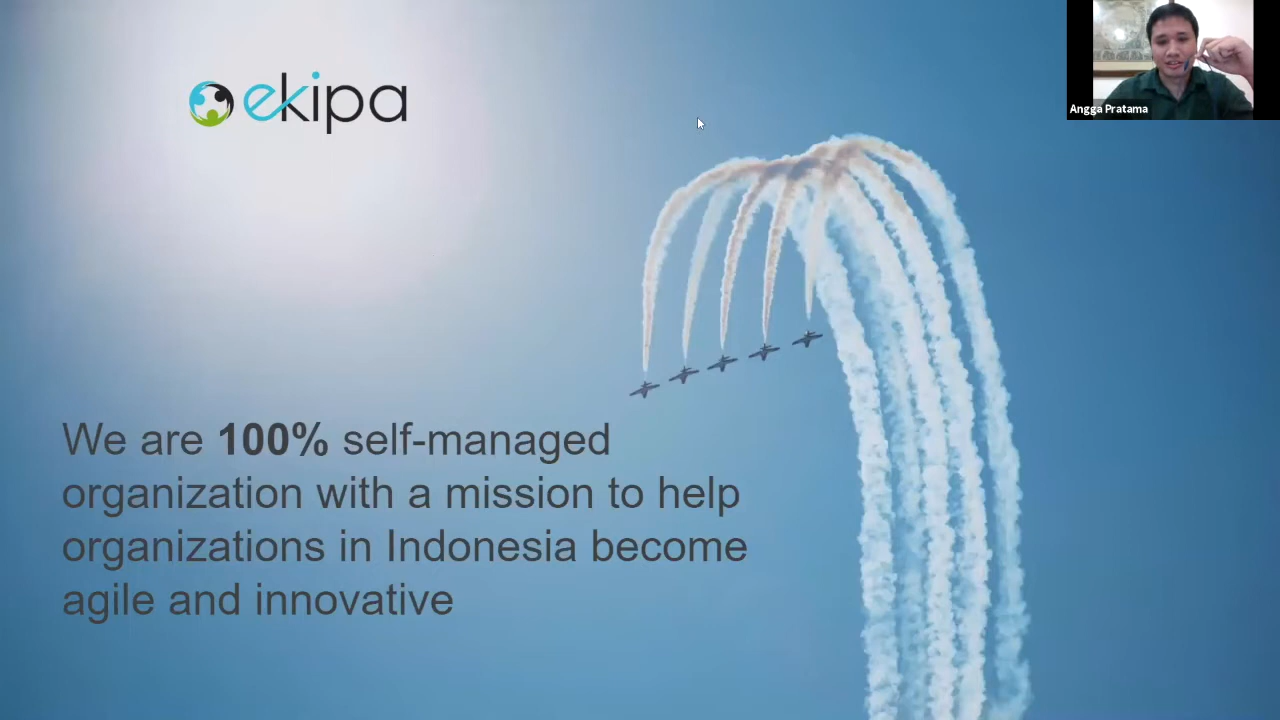 ekipa
Angga Pratama
We are 100% self-managed
organization with a mission to help
organizations in Indonesia become
agile and innovative